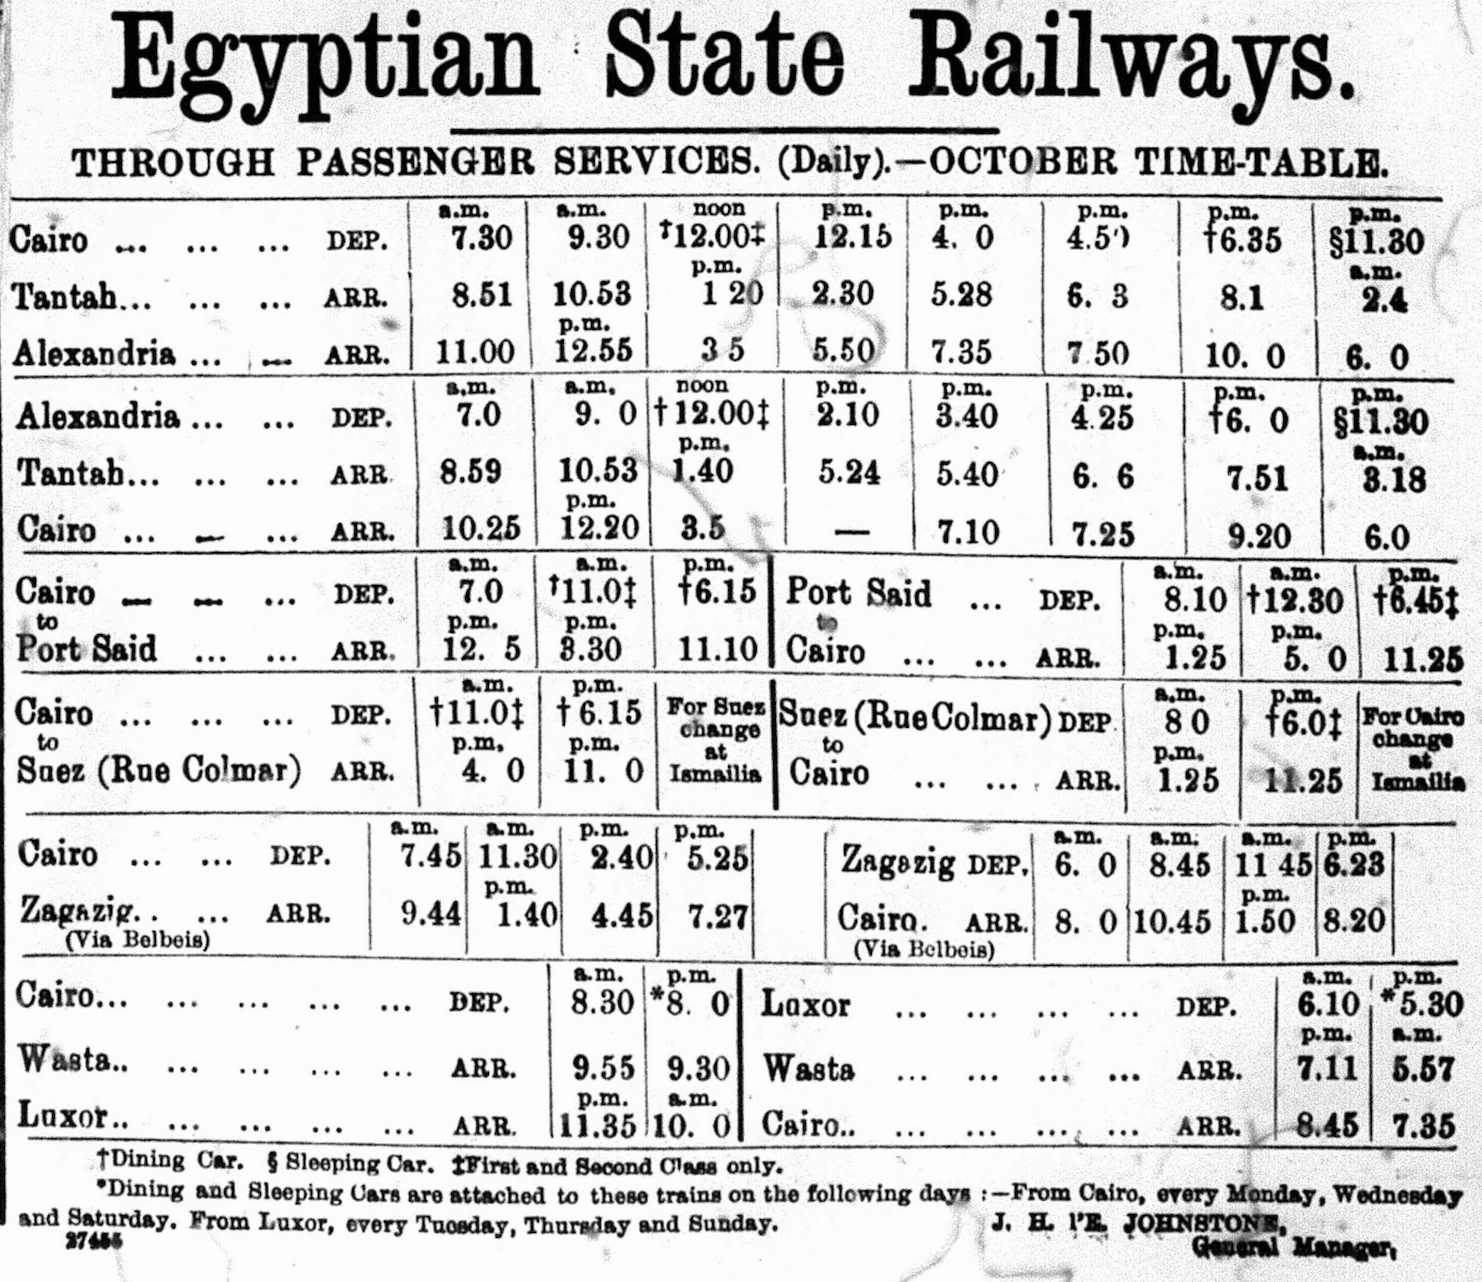 Egyptian State Railways.
THROUGH PASSENGER SERVICES. (Daily).—OCTOBER TIME-TABLE.
a.m. a.m. noon p.m. p.m. p.m. p.m. p.m.
Cairo ... ... ... DEP. 7.30 9.30 †12.00‡ 12.15 4. 0 †6.35 §11.30
p.m. a.m.
Tantah... ... ... ARR. 8.51 10.53 1 20 2.30 5.28 6. 3 8.1 2.4
p.m.
Alexandria ... ... ARR. 11.00 12.55 3 5 5.50 7.35 7 50 10. 0 6. 0
a.m. a.m. noon p.m. p.m. p.m. p.m. p.m.
Alexandria ... ... DEP. 7.0 9. 0 †12.00‡ 2.10 3.40 4.25 †6. 0 §11.30
p.m. a.m.
Tantah... ... ... ARR. 8.59 10.53 1.40 5.24 5.40 6. 6 7.51 3.18
p.m.
Cairo ... ... ... ARR. 10.25 12.20 3.5 — 7.10 7.25 9.20 6.0
a.m. a.m. p.m. a.m. a.m. p.m.
Cairo ... ... ... DEP. 7.0 †11.0‡ †6.15 Port Said ... DEP. 8.10 †12.30 †6.45‡
to p.m. p.m. to p.m. p.m.
Port Said ... ... ARR. 12. 5 3.30 11.10 Cairo ... ... ARR. 1.25 5. 0 11.25
a.m. p.m. a.m. p.m.
Cairo ... ... ... DEP. †11.0‡ †6.15 For Suez Suez (Rue Colmar) DEP. 8 0 †6.0‡ For Cairo
to p.m. p.m. change at to p.m. change at
Suez (Rue Colmar) ARR. 4. 0 11. 0 Ismailia Cairo ... ... ARR. 1.25 11.25 Ismailia
a.m. a.m. p.m. p.m. a.m. a.m. a.m. p.m.
Cairo ... ... DEP. 7.45 11.30 2.40 5.25 Zagazig DEP. 6. 0 8.45 11 45 6.23
p.m. p.m.
Zagazig.. ... ARR. 9.44 1.40 4.45 7.27 Cairo. ARR. 8. 0 10.45 1.50 8.20
(Via Belbeis) (Via Belbeis)
a.m. p.m. a.m. p.m.
Cairo... ... ... ... ... DEP. 8.30 *8. 0 Luxor ... ... ... ... DEP. 6.10 *5.30
p.m. a.m.
Wasta.. ... ... ... ... ARR. 9.55 9.30 Wasta ... ... ... ... ARR. 7.11 5.57
p.m. a.m.
Luxor.. ... ... ... ... ARR. 11.35 10. 0 Cairo.. ... ... ... ... ARR. 8.45 7.35
†Dining Car. § Sleeping Car. ‡First and Second Class only.
*Dining and Sleeping Cars are attached to these trains on the following days :—From Cairo, every Monday, Wednesday
and Saturday. From Luxor, every Tuesday, Thursday and Sunday. J. H. JOHNSTONE,
27455 General Manager,